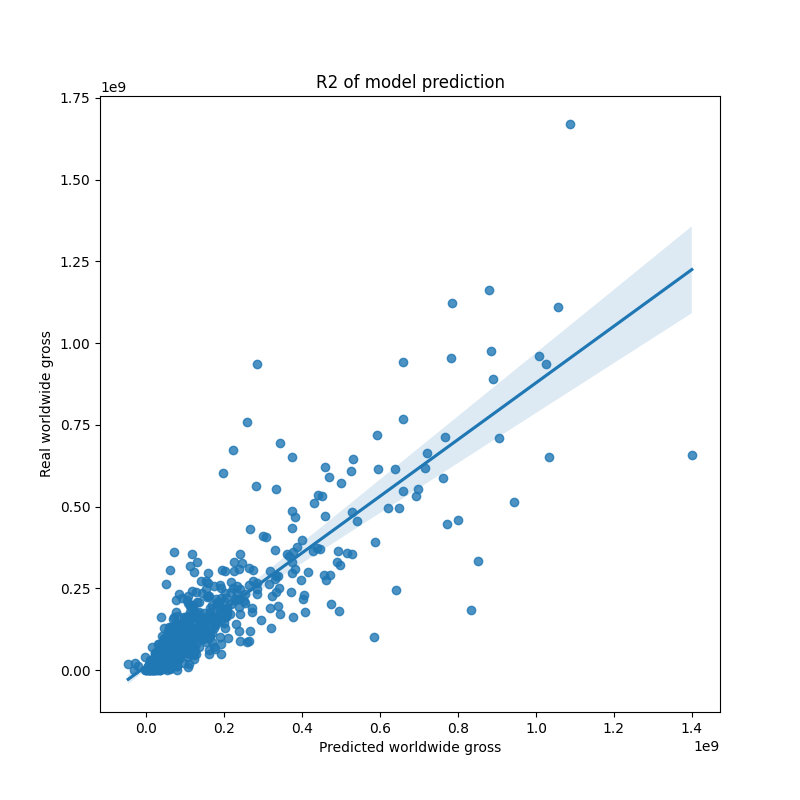 R2 of model prediction
1e9
1.75
1.50
1.25
1.00
0.75
0.50
0.25
0.00
Real worldwide gross
0.0 0.2 0.4 0.6 0.8 1.0 1.2 1.4
Predicted worldwide gross
1e9